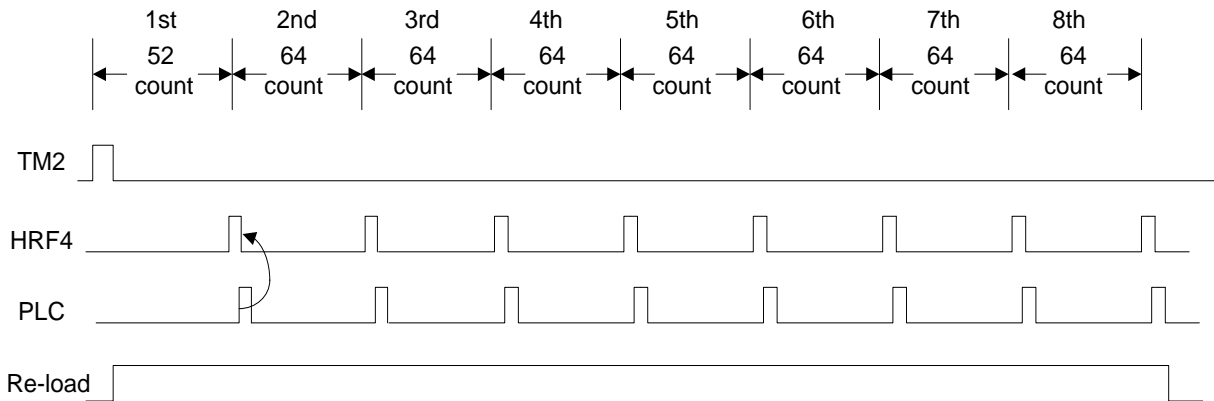 1st 2nd 3rd 4th 5th 6th 7th 8th
52 64 64 64 64 64 64 64
count count count count count count count count
TM2
HRF4
PLC
Re-load